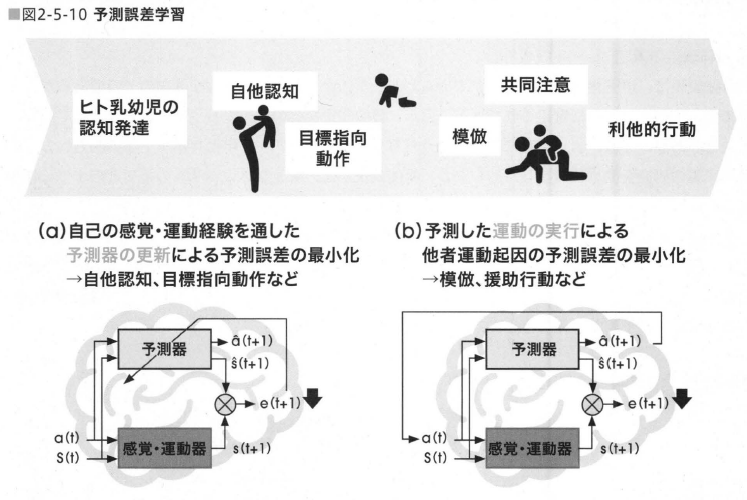 ■図2-5-10 予測誤差学習
ヒト乳幼児の
認知発達
自他認知
目標指向
動作
模倣
共同注意
利他的行動
(a)自己の感覚・運動経験を通した
予測器の更新による予測誤差の最小化
→自他認知、目標指向動作など
予測器
â(t+1)
ŝ(t+1)
e(t+1)
a(t)
S(t)
感覚・運動器
s(t+1)
(b)予測した運動の実行による
他者運動起因の予測誤差の最小化
→模倣、援助行動など
予測器
â(t+1)
ŝ(t+1)
e(t+1)
a(t)
S(t)
感覚・運動器
s(t+1)